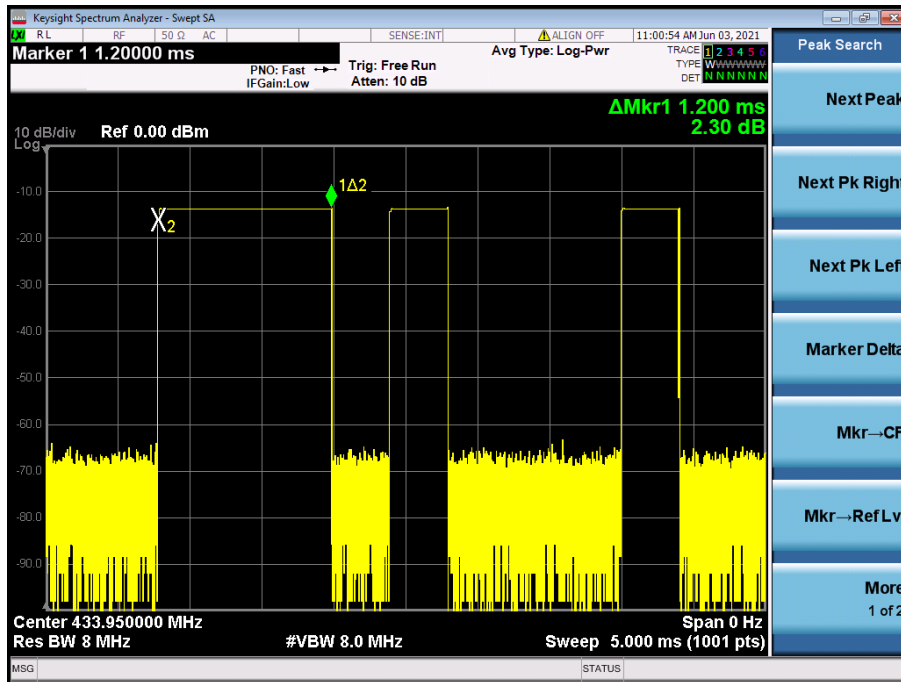 Keysight Spectrum Analyzer - Swept SA
LXI RL RF 50 Ω AC SENSE:INT ALIGN OFF 11:00:54 AM Jun 03, 2021
Marker 1 1.20000 ms
PNO: Fast
IFGain:Low
Trig: Free Run
Atten: 10 dB
Avg Type: Log-Pwr
TRACE 1 2 3 4 5 6
TYPE WWWWWW
DET N N N N N N
ΔMkr1 1.200 ms
2.30 dB
10 dB/div Ref 0.00 dBm
Log
1Δ2
X2
-10.0
-20.0
-30.0
-40.0
-50.0
-60.0
-70.0
-80.0
-90.0
Center 433.950000 MHz Span 0 Hz
Res BW 8 MHz #VBW 8.0 MHz Sweep 5.000 ms (1001 pts)
MSG STATUS
Peak Search
Next Peak
Next Pk Right
Next Pk Left
Marker Delta
Mkr→CF
Mkr→Ref Lv
More
1 of 2